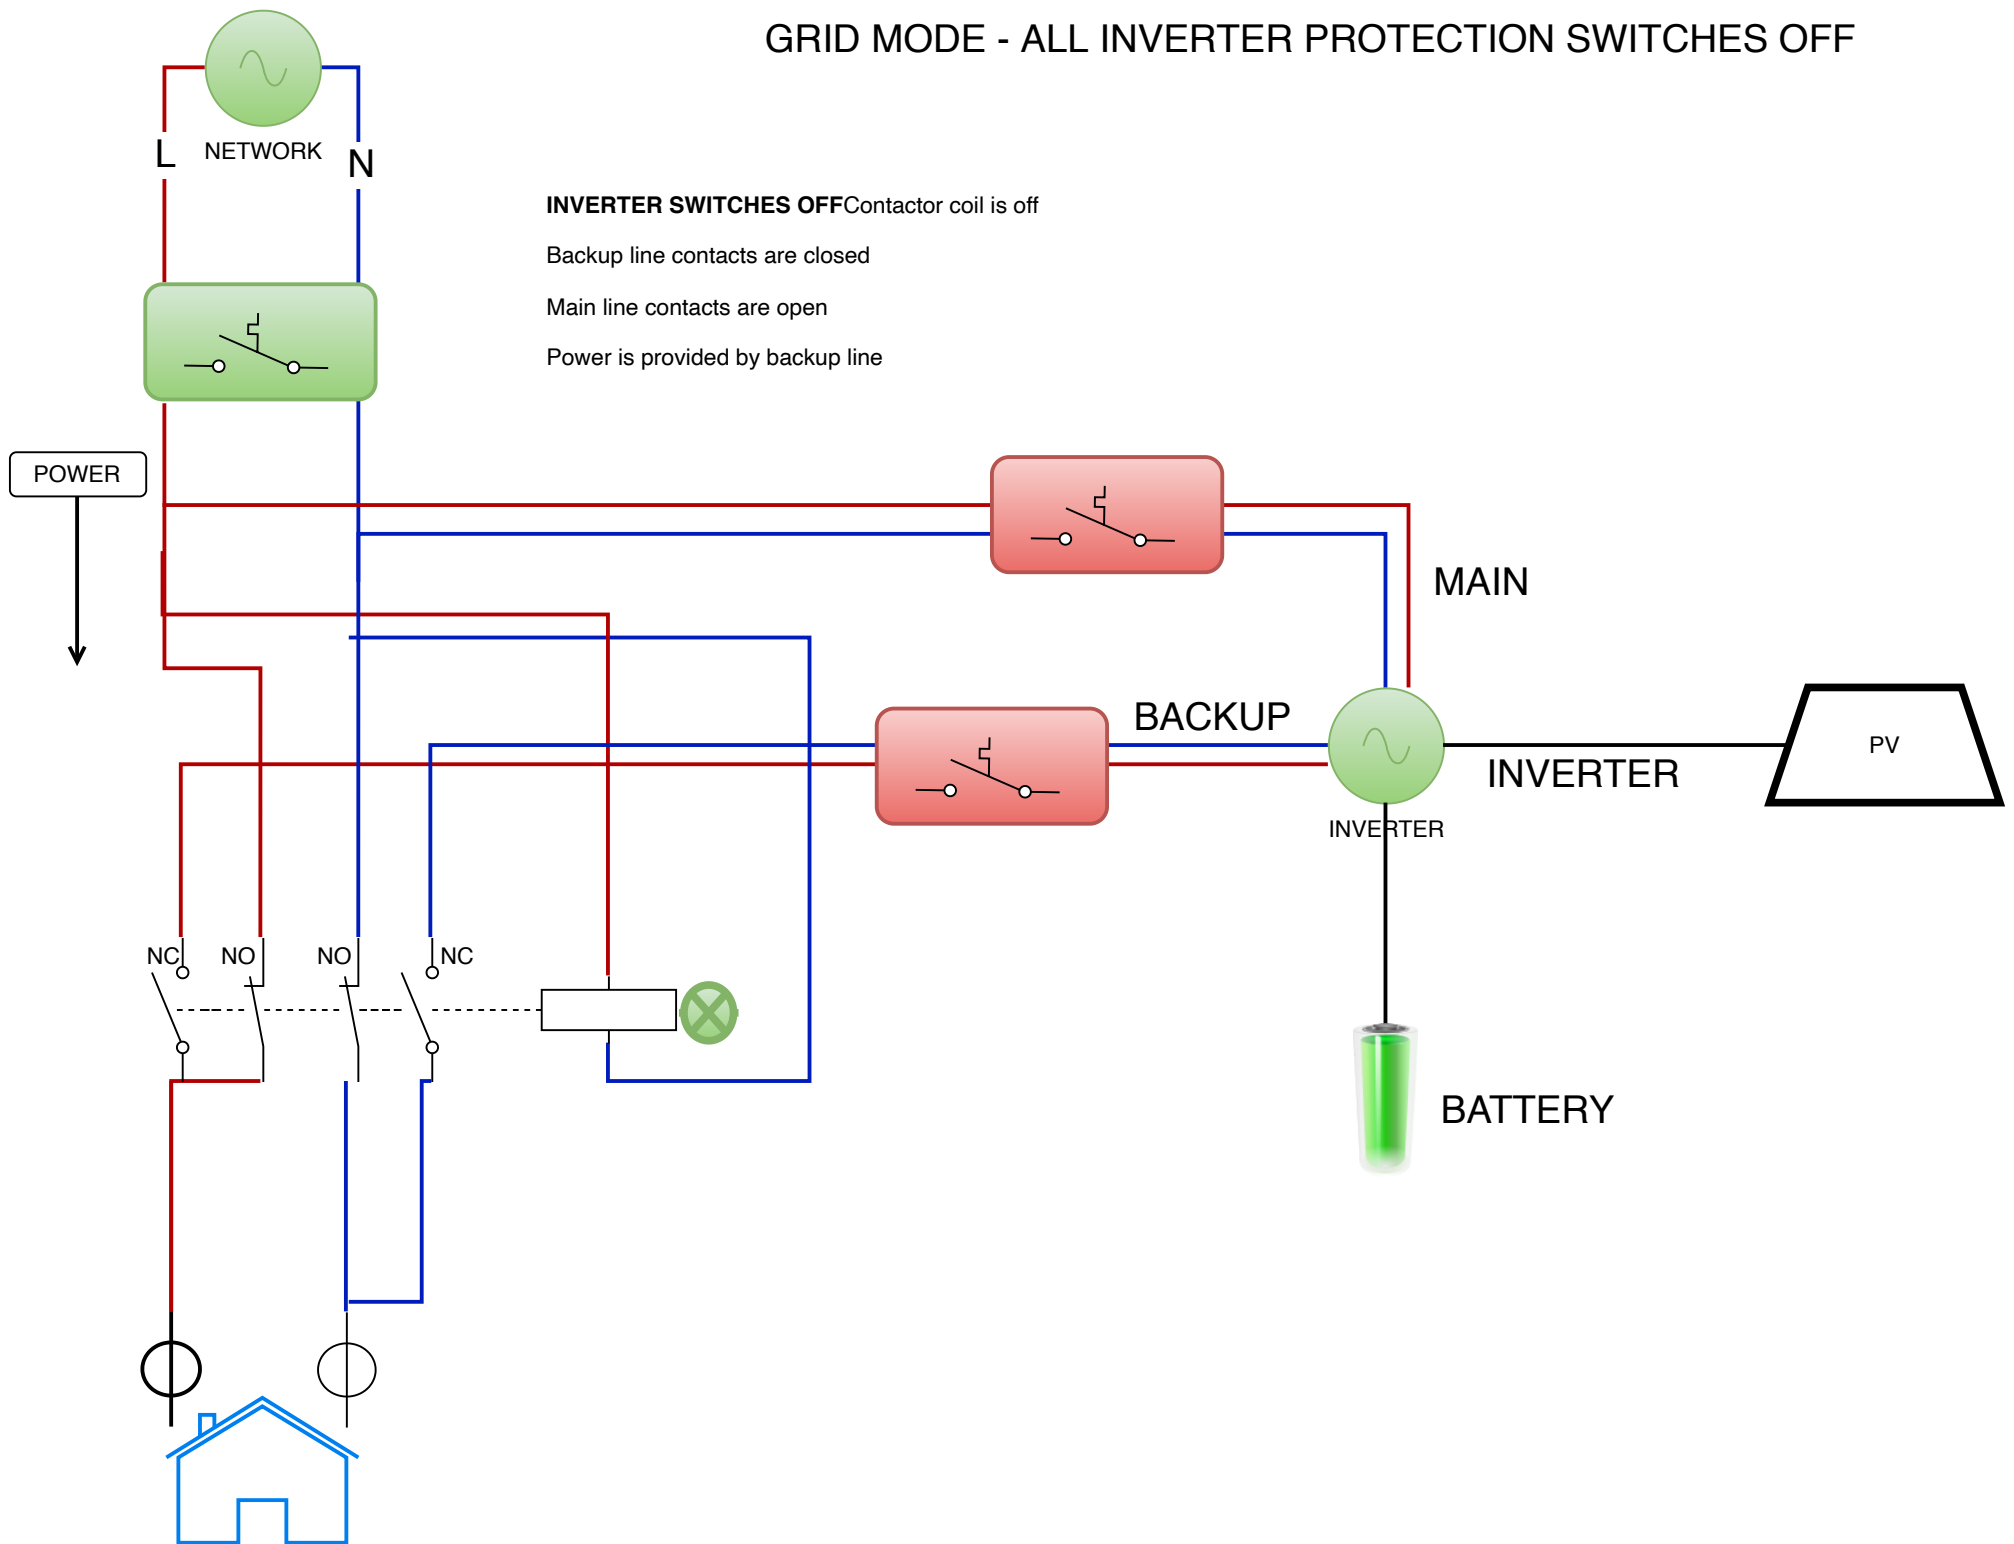 GRID MODE - ALL INVERTER PROTECTION SWITCHES OFF
L
NETWORK
N
INVERTER SWITCHES OFFContactor coil is off
Backup line contacts are closed
Main line contacts are open
Power is provided by backup line
POWER
MAIN
BACKUP
PV
INVERTER
INVERTER
NC
NO
NO
NC
BATTERY